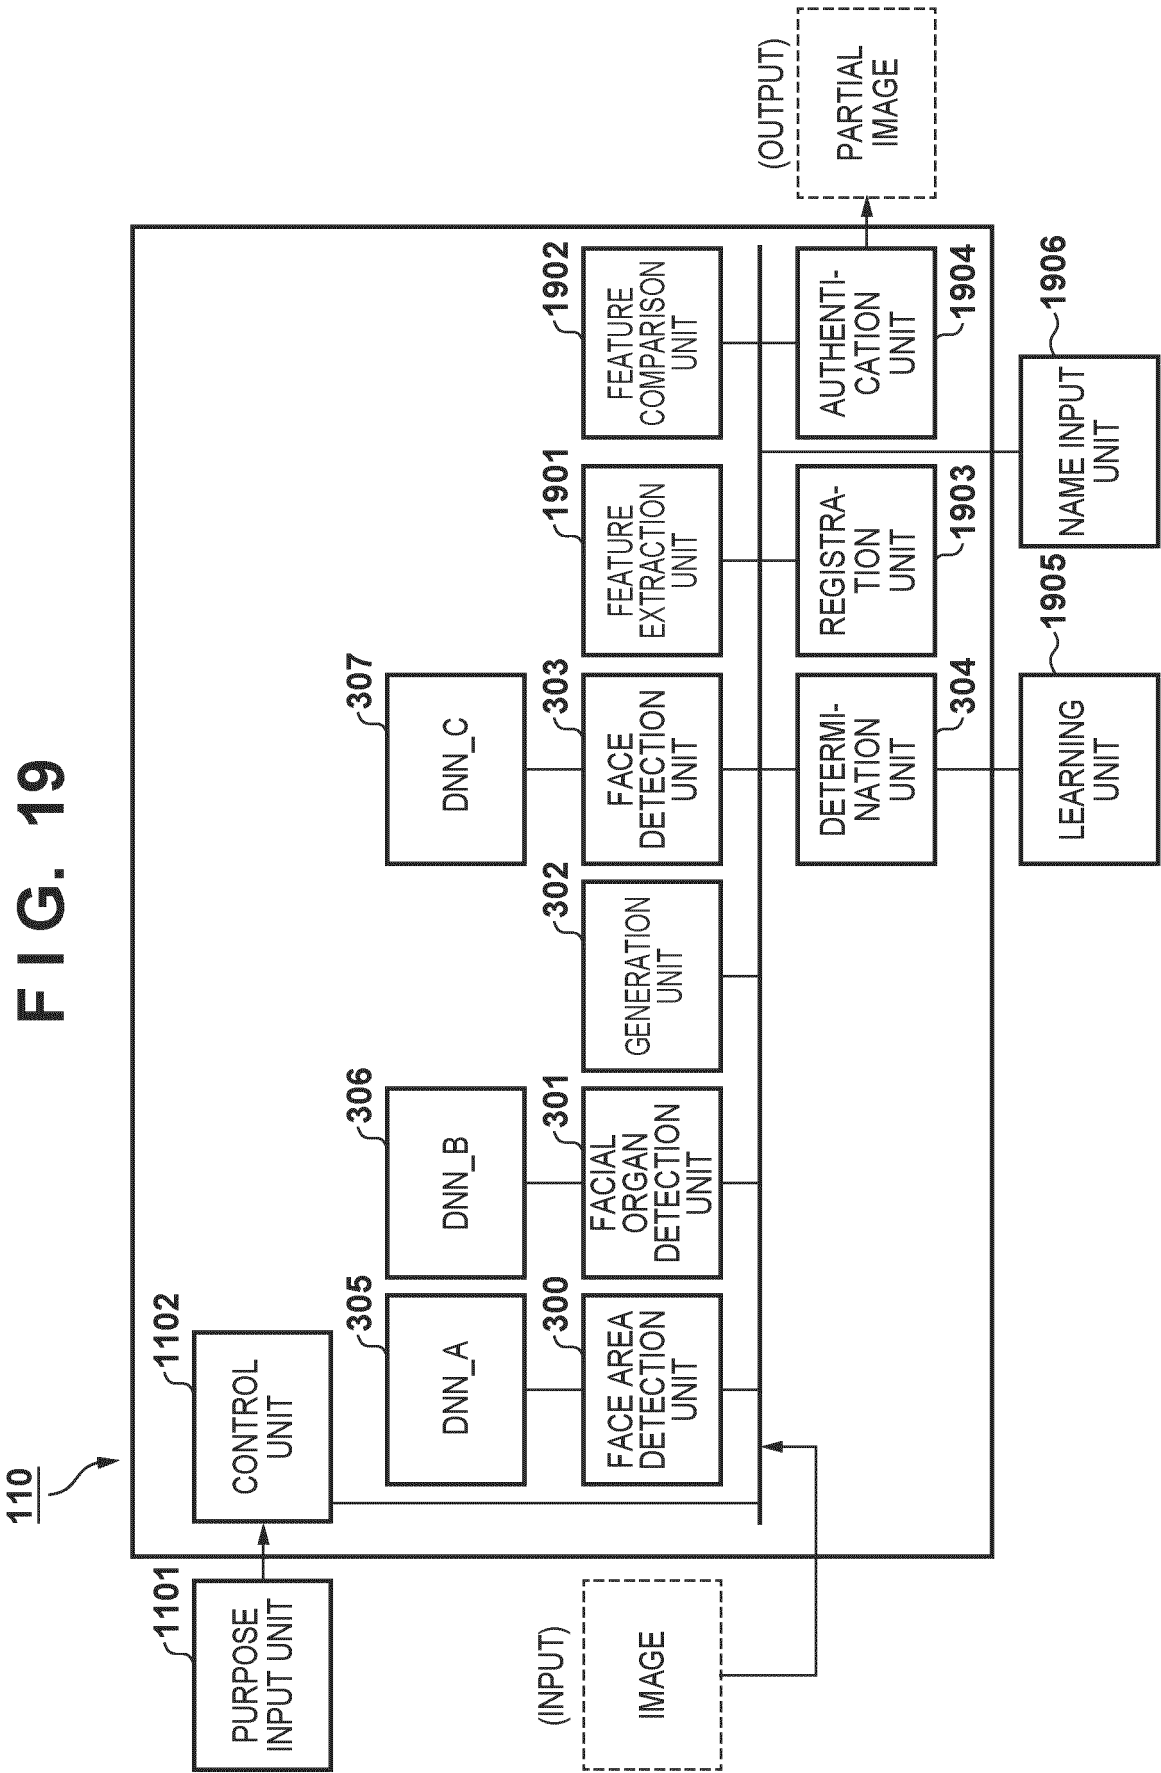 FIG. 19
110
1101
PURPOSE
INPUT UNIT
1102
CONTROL
UNIT
305
DNN_A
306
DNN_B
307
DNN_C
(INPUT)
IMAGE
300
FACE AREA
DETECTION
UNIT
301
FACIAL
ORGAN
DETECTION
UNIT
302
GENERATION
UNIT
303
FACE
DETECTION
UNIT
1901
FEATURE
EXTRACTION
UNIT
1902
FEATURE
COMPARISON
UNIT
DETERMI-
NATION
UNIT
304
REGISTRA-
TION
UNIT
1903
AUTHENTI-
CATION
UNIT
1904
(OUTPUT)
PARTIAL
IMAGE
1905
LEARNING
UNIT
1906
NAME INPUT
UNIT